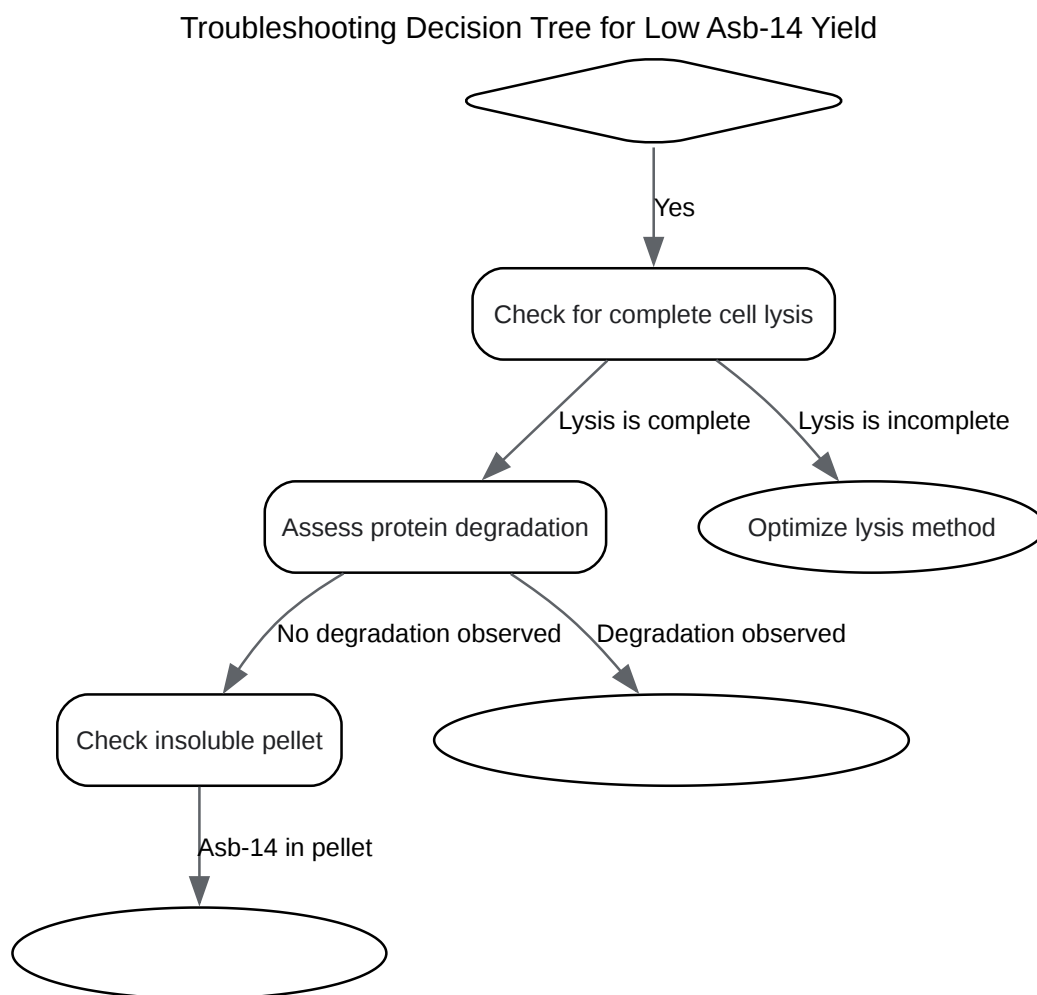 Troubleshooting Decision Tree for Low Asb-14 Yield
Yes
Check for complete cell lysis
Lysis is complete
Lysis is incomplete
Assess protein degradation
Optimize lysis method
No degradation observed
Degradation observed
Check insoluble pellet
Asb-14 in pellet